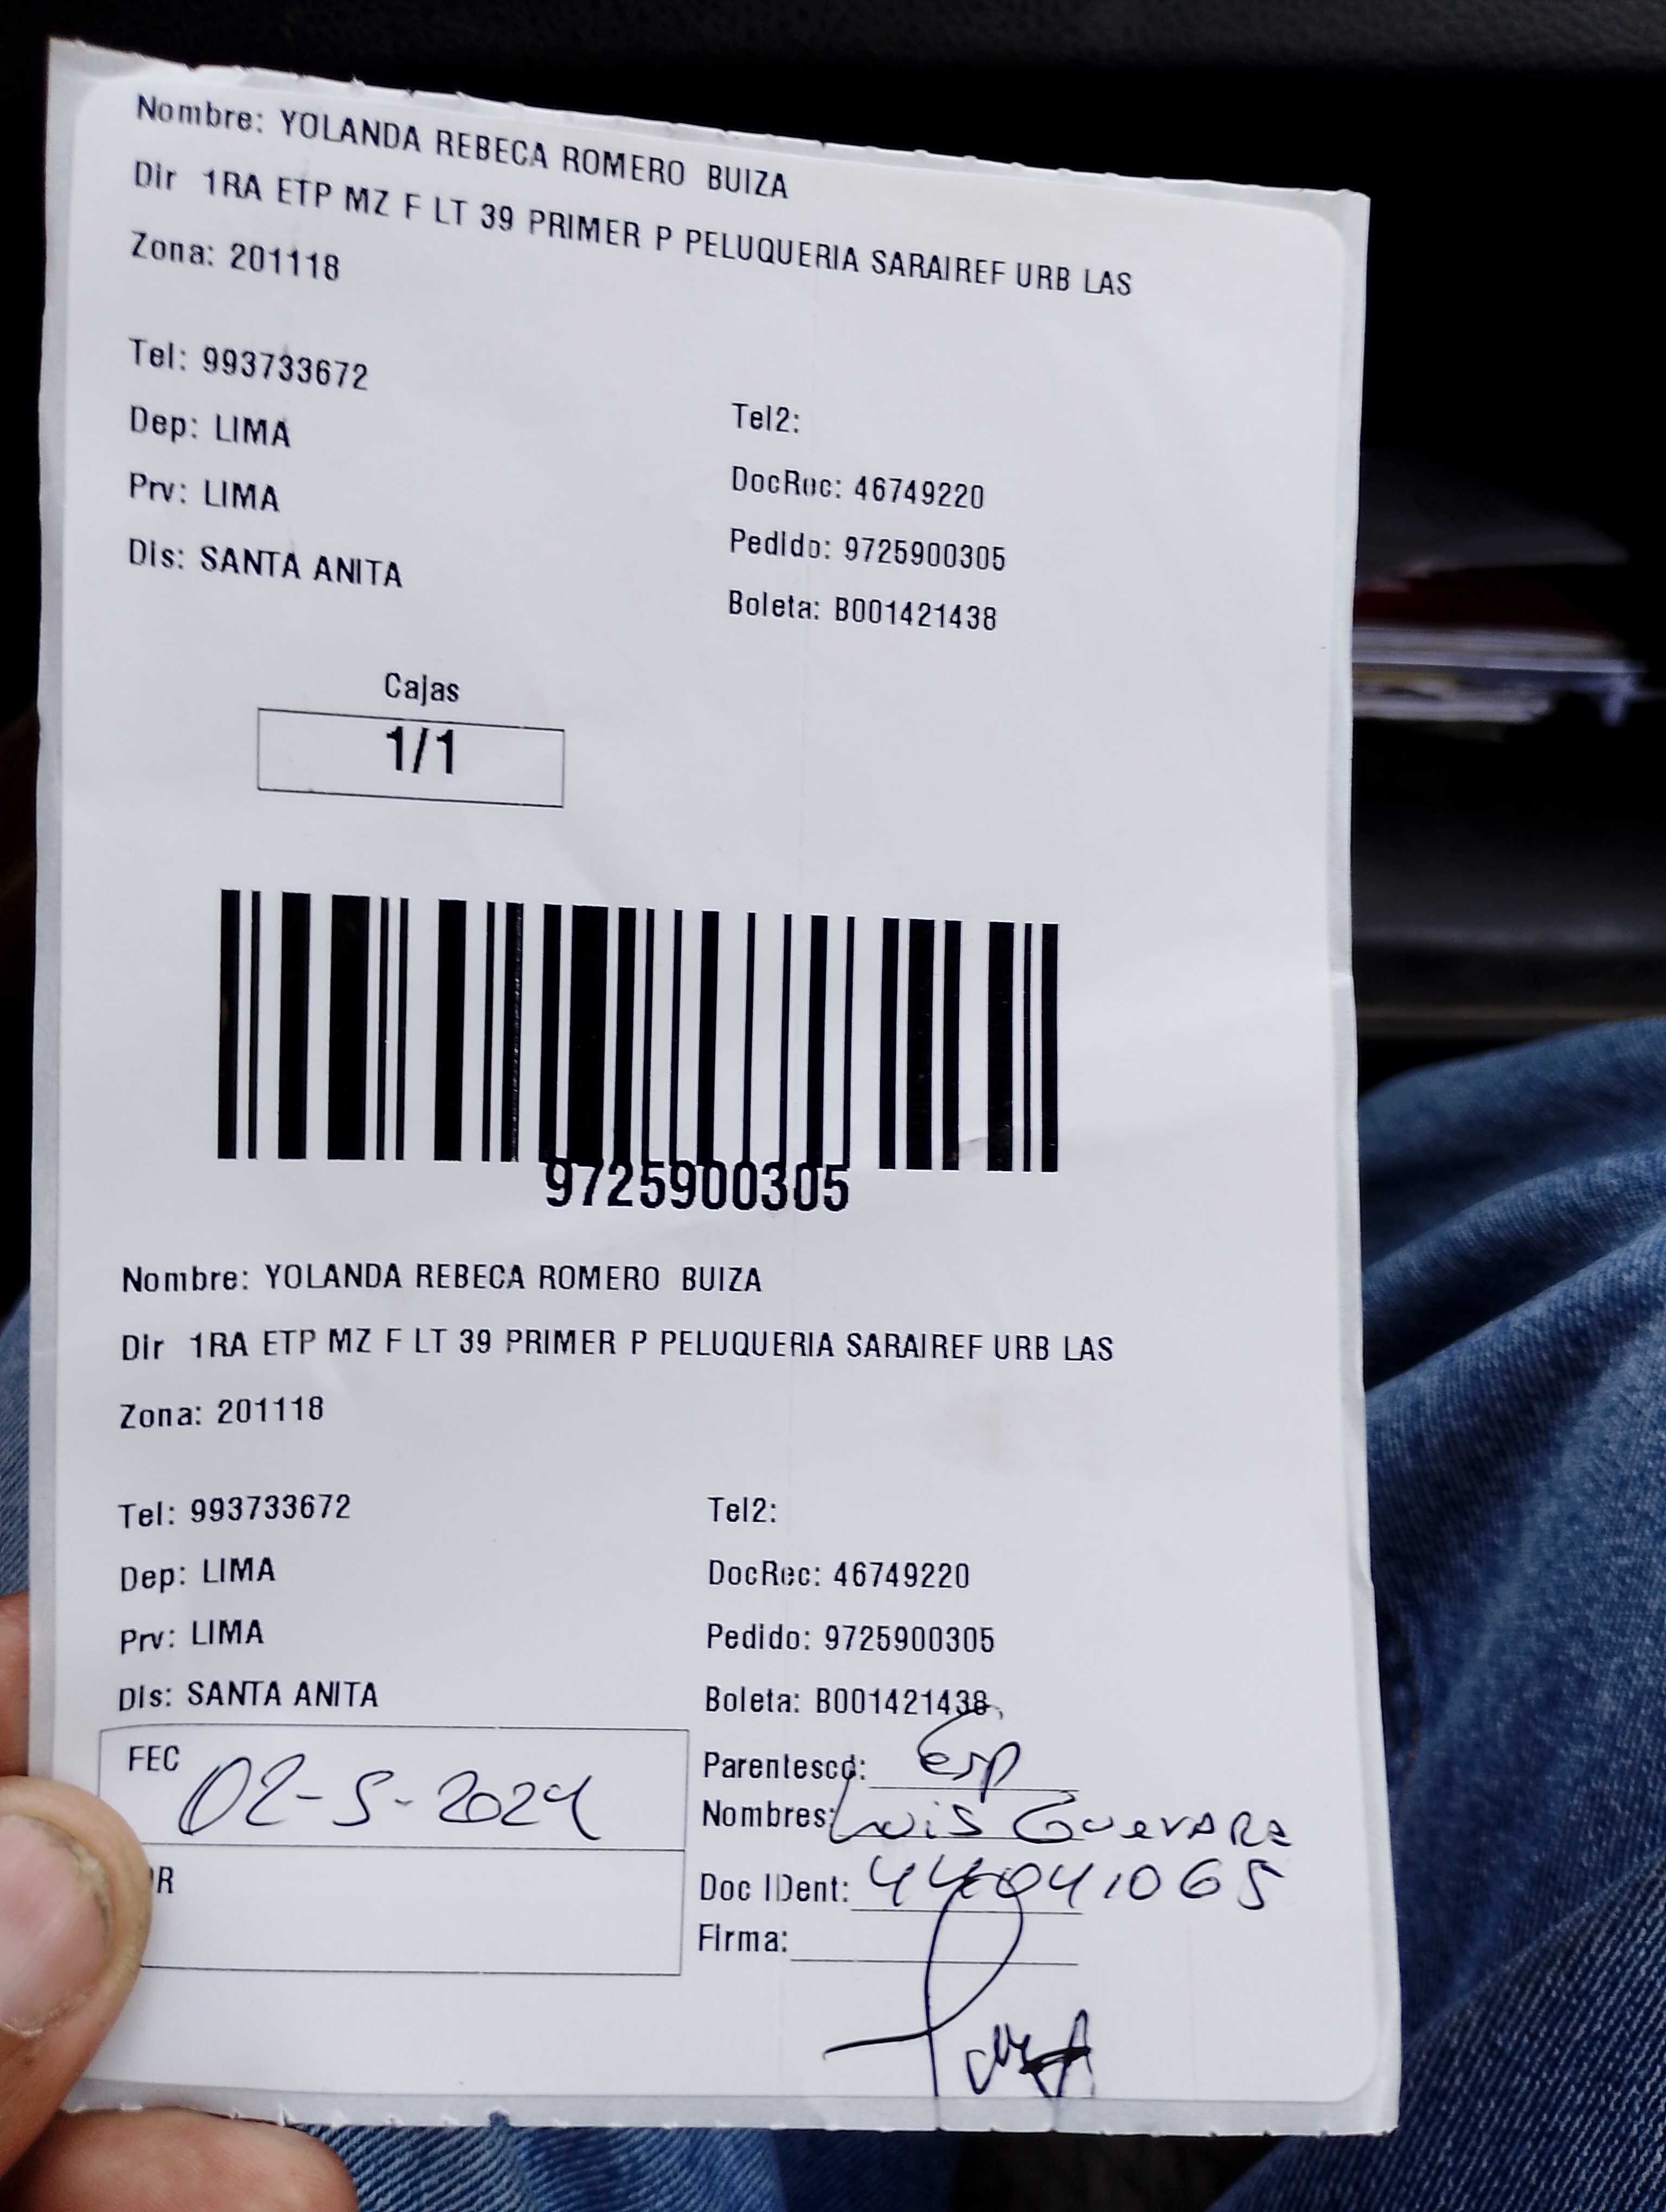 Nombre: YOLANDA REBECA ROMERO BUIZA
Dir 1RA ETP MZ F LT 39 PRIMER P PELUQUERIA SARAIREF URB LAS
Zona: 201118
Tel: 993733672
Tel2:
Dep: LIMA
DocRec: 46749220
Prv: LIMA
Pedido: 9725900305
Dis: SANTA ANITA
Boleta: B001421438
Cajas
1/1
9725900305
Nombre: YOLANDA REBECA ROMERO BUIZA
Dir 1RA ETP MZ F LT 39 PRIMER P PELUQUERIA SARAIREF URB LAS
Zona: 201118
Tel: 993733672
Tel2:
Dep: LIMA
DocRec: 46749220
Prv: LIMA
Pedido: 9725900305
Dis: SANTA ANITA
Boleta: B001421438
FEC 02-5-2024
Parentesco: esp
Nombres: Luis Guevara
Doc IDent: 44041065
Firma: